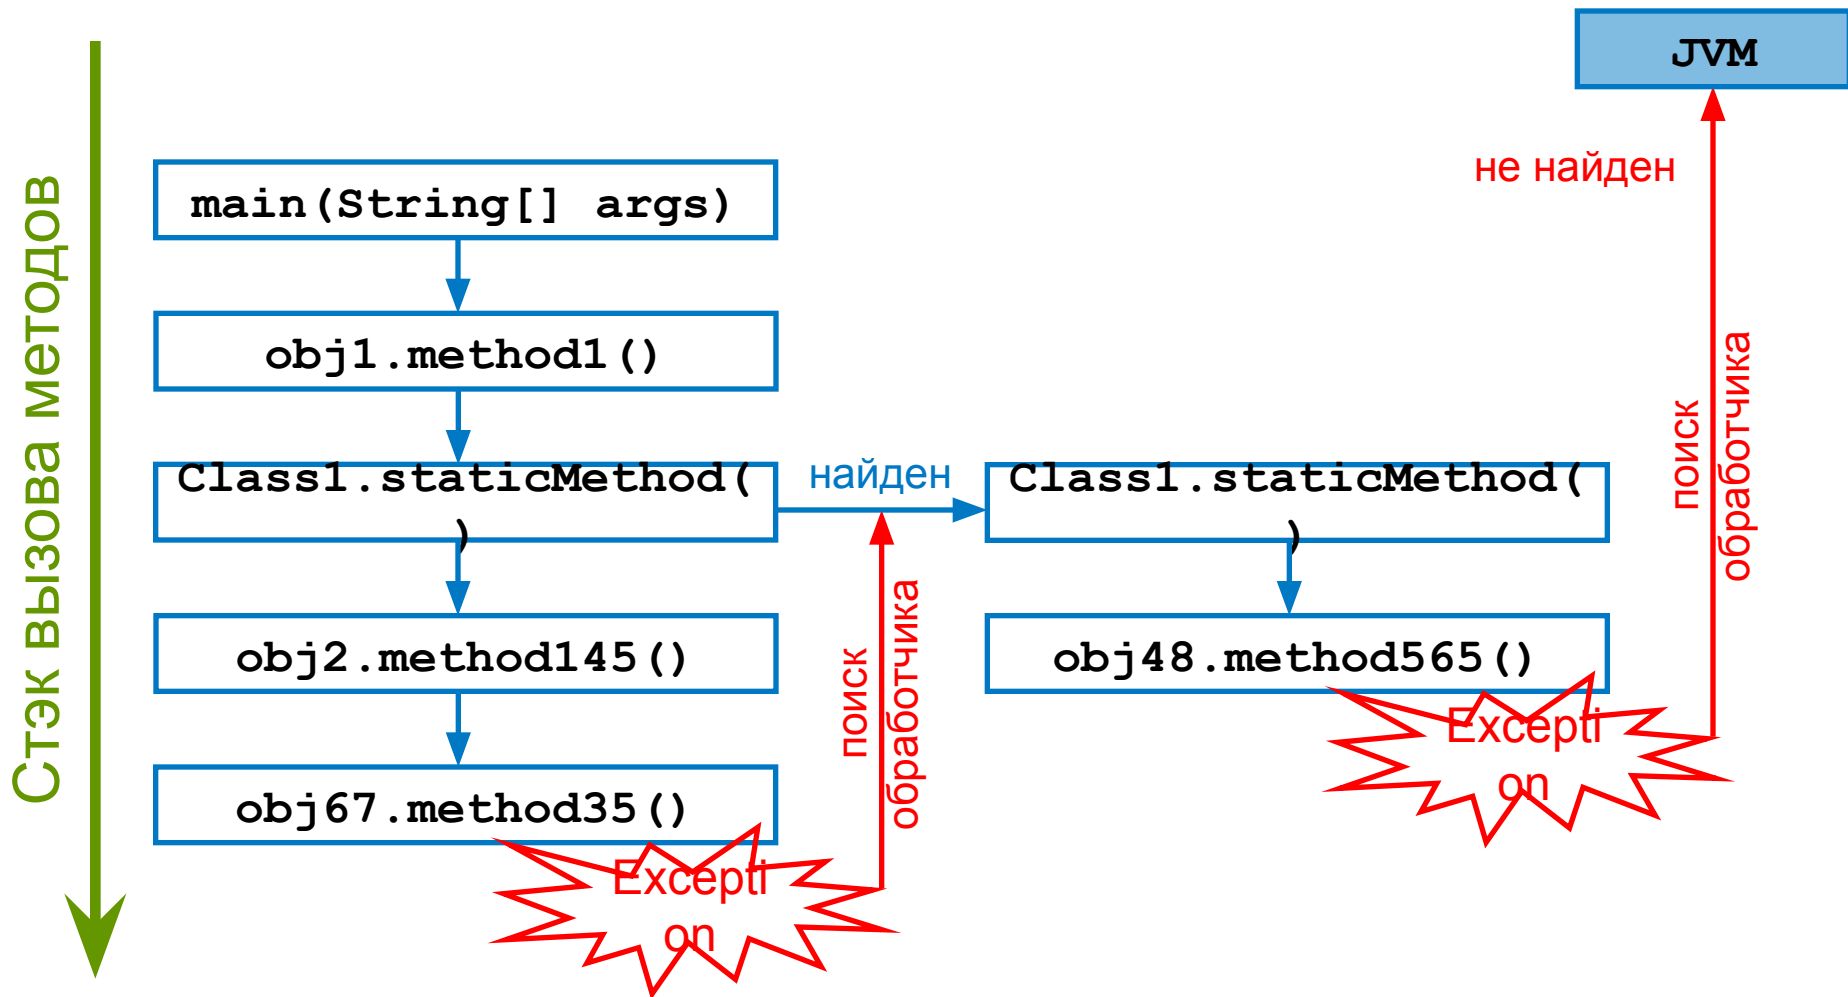 JVM
не найден
Стэк вызова методов
main(String[] args)
obj1.method1()
Class1.staticMethod(
)
найден
Class1.staticMethod(
)
поиск
обработчика
поиск
обработчика
obj2.method145()
obj48.method565()
Excepti
on
obj67.method35()
Excepti
on